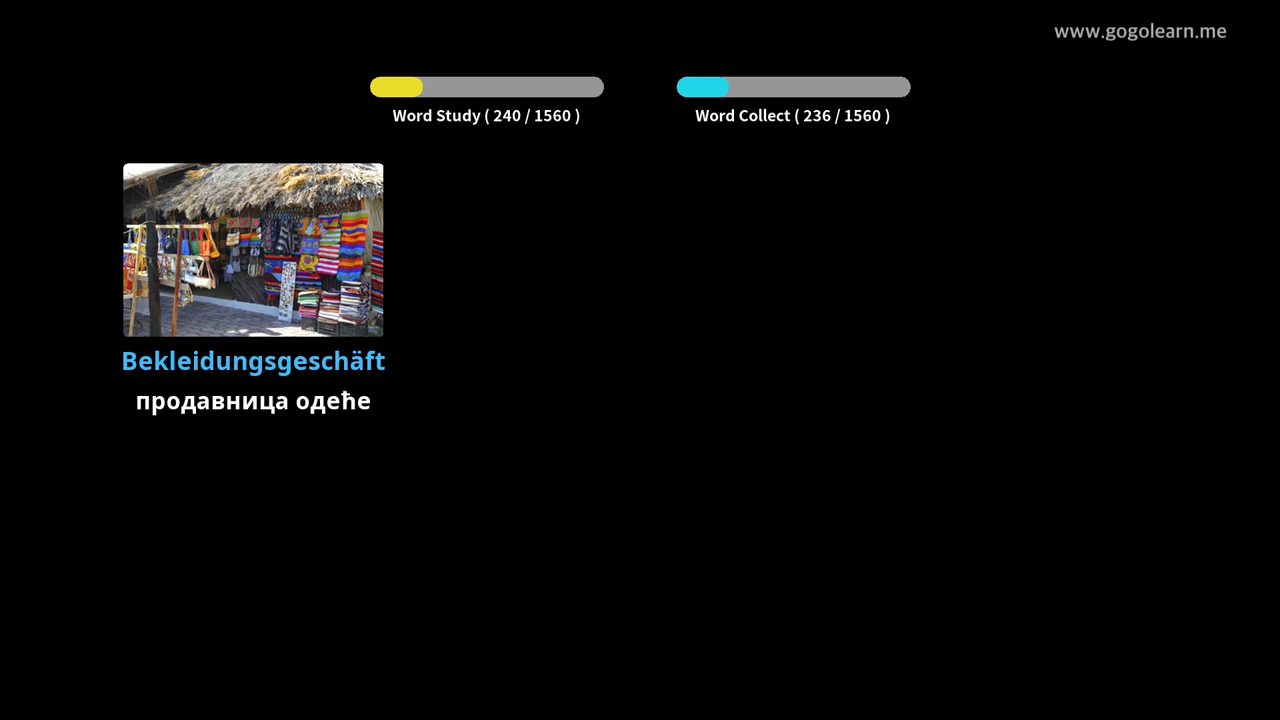 www.gogolearn.me
Word Study ( 240 / 1560 )
Word Collect ( 236 / 1560 )
Bekleidungsgeschäft
продавница одеће